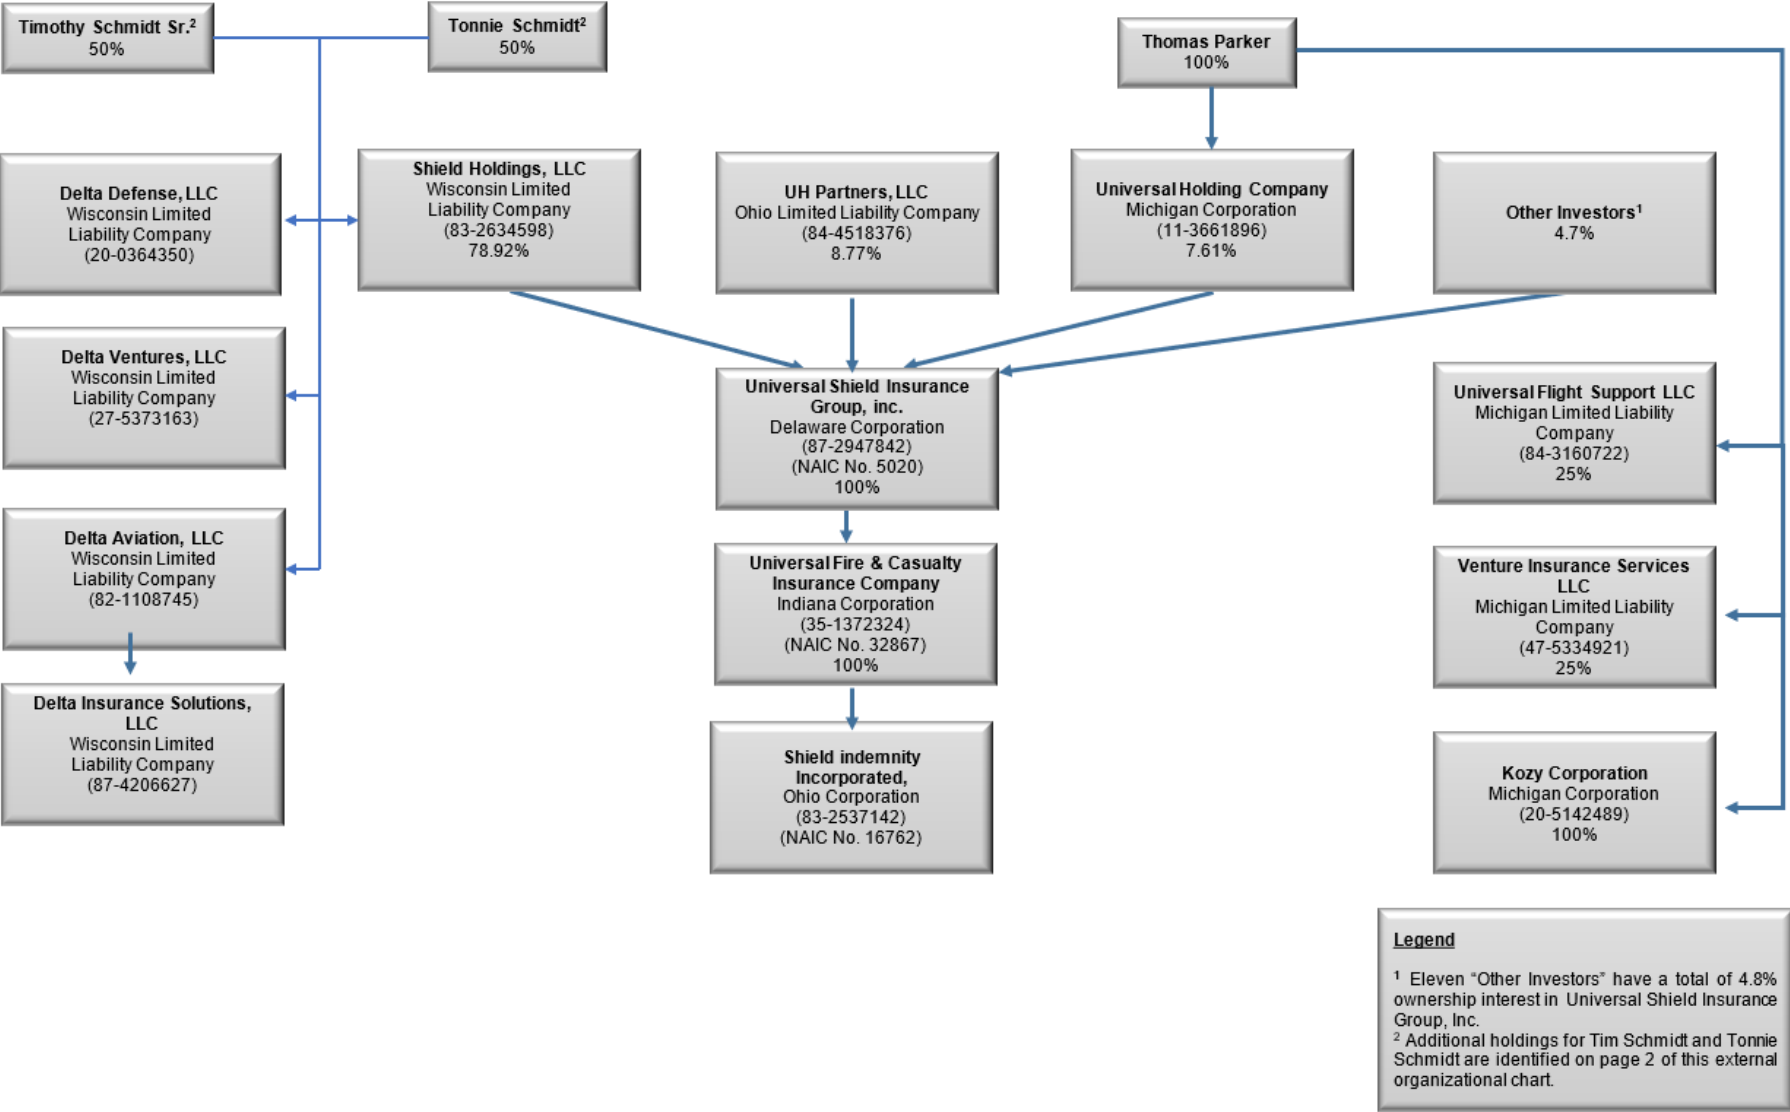 Timothy Schmidt Sr.²
50%
Tonnie Schmidt²
50%
Thomas Parker
100%
Delta Defense, LLC
Wisconsin Limited
Liability Company
(20-0364350)
Shield Holdings, LLC
Wisconsin Limited
Liability Company
(83-2634598)
78.92%
UH Partners, LLC
Ohio Limited Liability Company
(84-4518376)
8.77%
Universal Holding Company
Michigan Corporation
(11-3661896)
7.61%
Other Investors¹
4.7%
Delta Ventures, LLC
Wisconsin Limited
Liability Company
(27-5373163)
Universal Shield Insurance
Group, inc.
Delaware Corporation
(87-2947842)
(NAIC No. 5020)
100%
Universal Flight Support LLC
Michigan Limited Liability
Company
(84-3160722)
25%
Delta Aviation, LLC
Wisconsin Limited
Liability Company
(82-1108745)
Universal Fire & Casualty
Insurance Company
Indiana Corporation
(35-1372324)
(NAIC No. 32867)
100%
Venture Insurance Services
LLC
Michigan Limited Liability
Company
(47-5334921)
25%
Delta Insurance Solutions,
LLC
Wisconsin Limited
Liability Company
(87-4206627)
Shield indemnity
Incorporated,
Ohio Corporation
(83-2537142)
(NAIC No. 16762)
Kozy Corporation
Michigan Corporation
(20-5142489)
100%
Legend
¹ Eleven “Other Investors” have a total of 4.8%
ownership interest in Universal Shield Insurance
Group, Inc.
² Additional holdings for Tim Schmidt and Tonnie
Schmidt are identified on page 2 of this external
organizational chart.